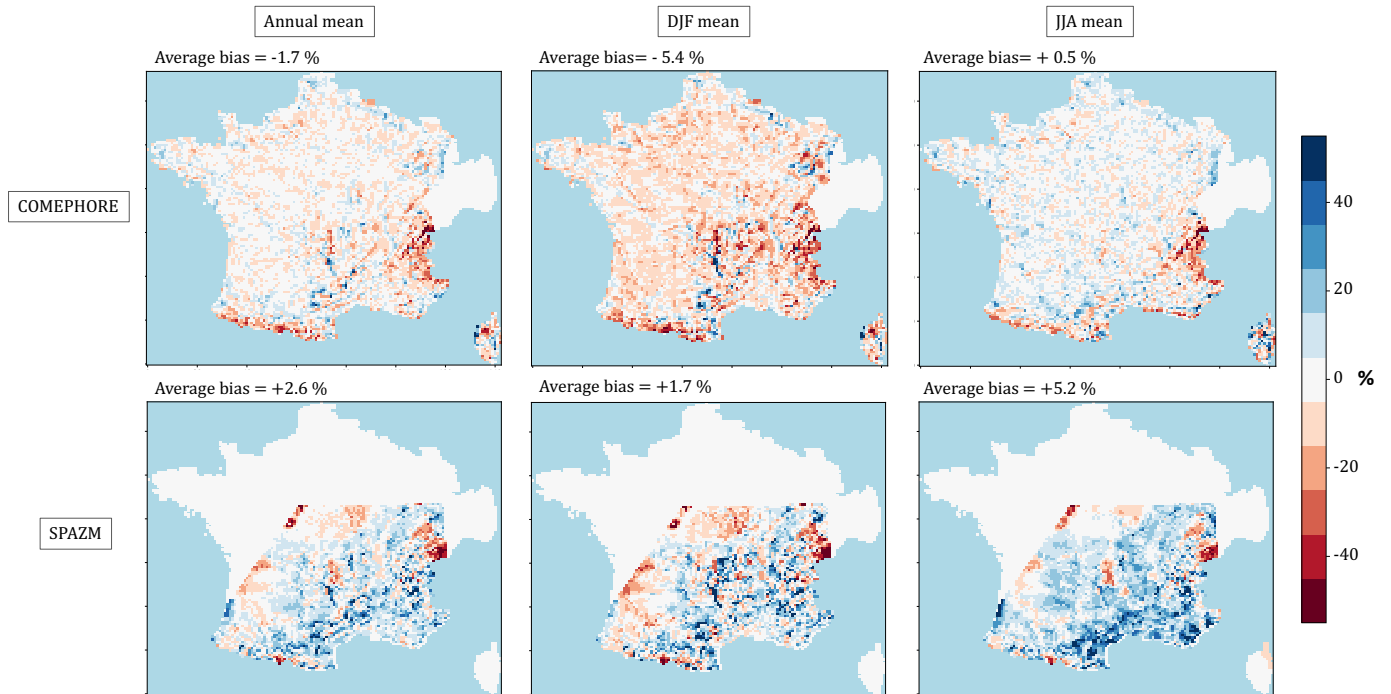 Annual mean
DJF mean
JJA mean
Average bias = -1.7 %
Average bias= - 5.4 %
Average bias= + 0.5 %
COMEPHORE
40
20
0 %
-20
-40
Average bias = +2.6 %
Average bias = +1.7 %
Average bias = +5.2 %
SPAZM